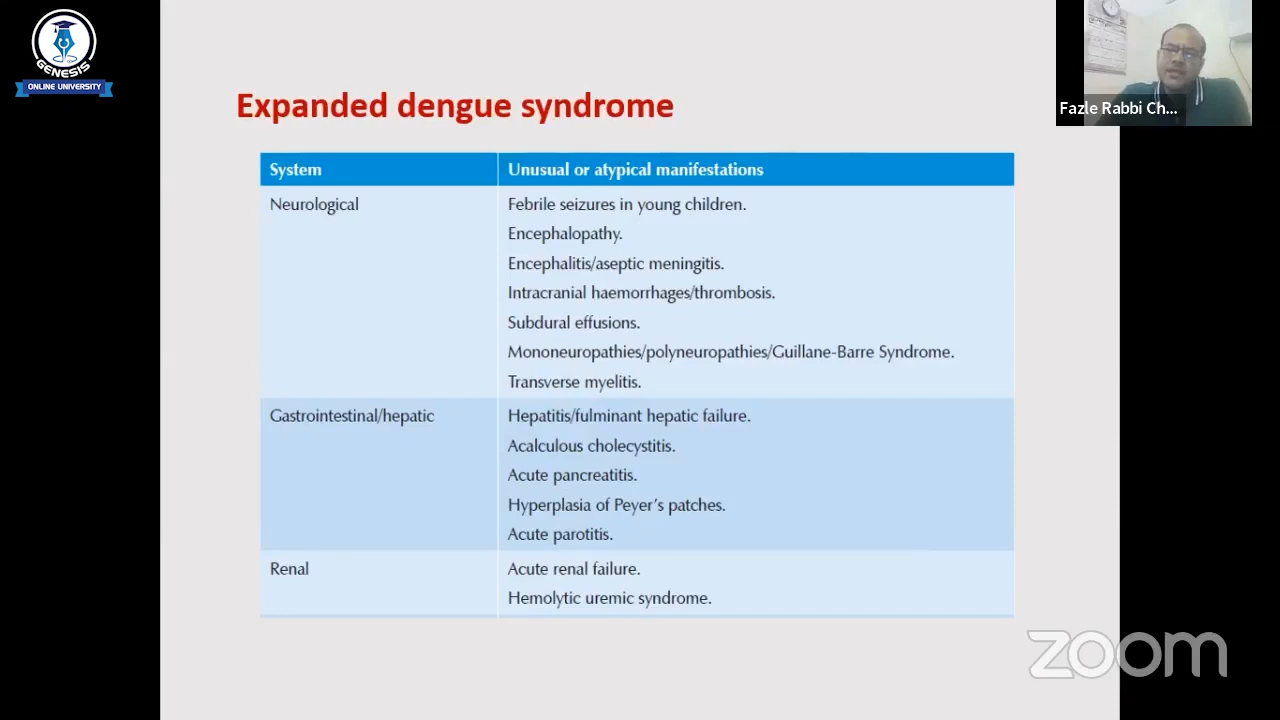 GENESIS
ONLINE UNIVERSITY
Fazle Rabbi Ch...
Expanded dengue syndrome
System Unusual or atypical manifestations
Neurological Febrile seizures in young children.
Encephalopathy.
Encephalitis/aseptic meningitis.
Intracranial haemorrhages/thrombosis.
Subdural effusions.
Mononeuropathies/polyneuropathies/Guillane-Barre Syndrome.
Transverse myelitis.
Gastrointestinal/hepatic Hepatitis/fulminant hepatic failure.
Acalculous cholecystitis.
Acute pancreatitis.
Hyperplasia of Peyer's patches.
Acute parotitis.
Renal Acute renal failure.
Hemolytic uremic syndrome.
zoom